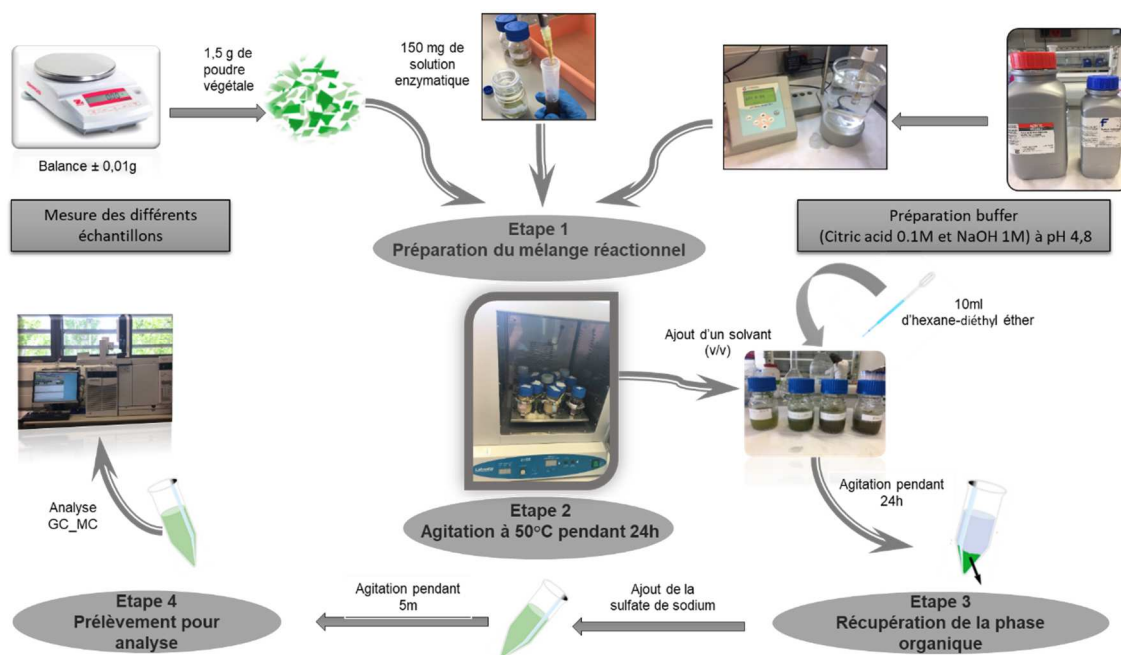 1,5 g de
poudre
végétale
150 mg de
solution
enzymatique
Balance ± 0,01g
Mesure des différents
échantillons
Etape 1
Préparation du mélange réactionnel
Préparation buffer
(Citric acid 0.1M et NaOH 1M) à pH 4,8
10ml
d'hexane-diéthyl éther
Ajout d'un solvant
(v/v)
Etape 2
Agitation à 50°C pendant 24h
Agitation pendant
24h
Analyse
GC_MC
Etape 4
Prélèvement pour
analyse
Agitation pendant
5m
Ajout de la
sulfate de sodium
Etape 3
Récupération de la phase
organique